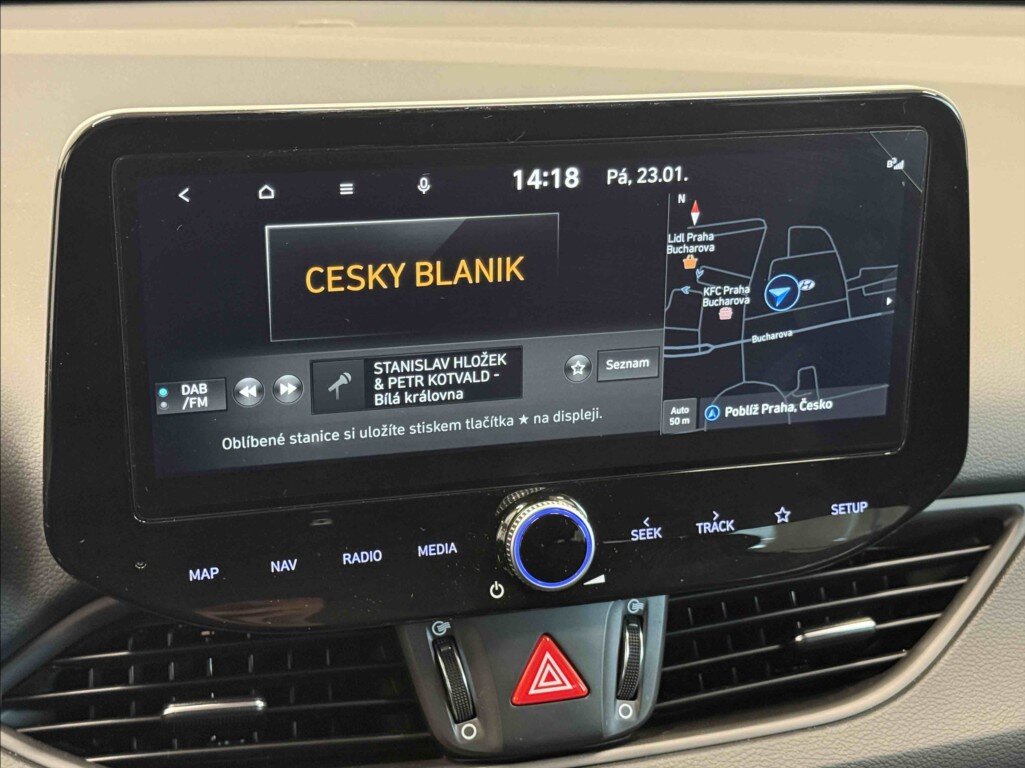 14:18 Pá, 23.01.
CESKY BLANIK
DAB
/FM
STANISLAV HLOŽEK
& PETR KOTVALD -
Bílá královna
Seznam
Oblíbené stanice si uložíte stiskem tlačítka ★ na displeji.
N
Lidl Praha
Bucharova
KFC Praha
Bucharova
Bucharova
Auto
50 m
Poblíž Praha, Česko
MAP
NAV
RADIO
MEDIA
SEEK
TRACK
SETUP